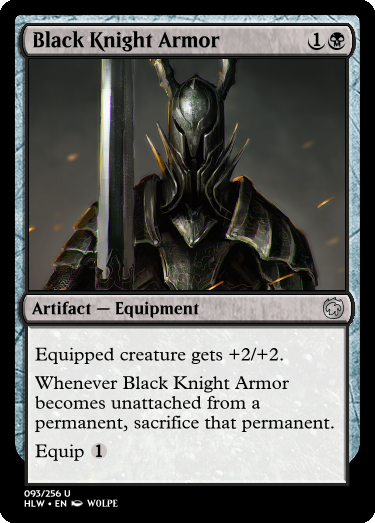 Black Knight Armor 1
Artifact — Equipment
Equipped creature gets +2/+2.
Whenever Black Knight Armor
becomes unattached from a
permanent, sacrifice that permanent.
Equip 1
093/256 U
HLW • EN WOLPE